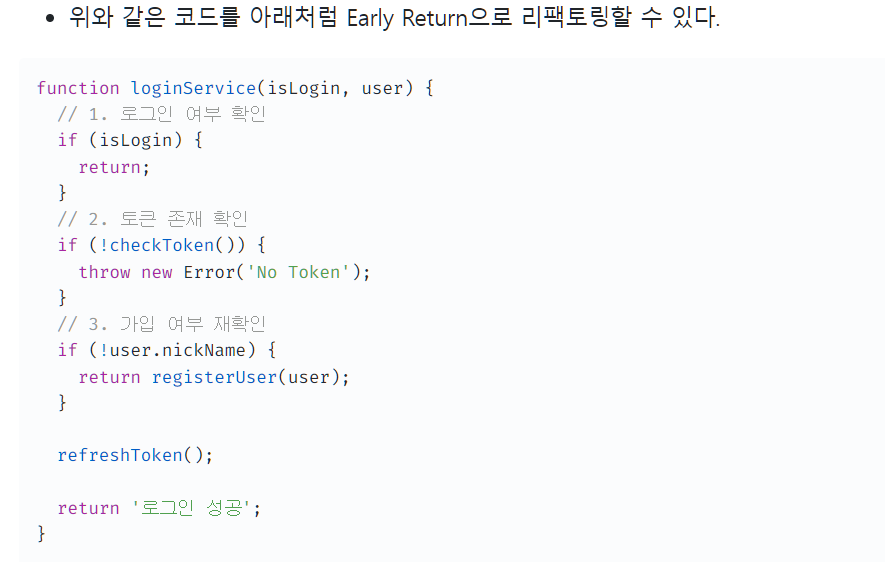 • 위와 같은 코드를 아래처럼 Early Return으로 리팩토링할 수 있다.
function loginService(isLogin, user) {
  // 1. 로그인 여부 확인
  if (isLogin) {
    return;
  }
  // 2. 토큰 존재 확인
  if (!checkToken()) {
    throw new Error('No Token');
  }
  // 3. 가입 여부 재확인
  if (!user.nickName) {
    return registerUser(user);
  }
  refreshToken();
  return '로그인 성공';
}